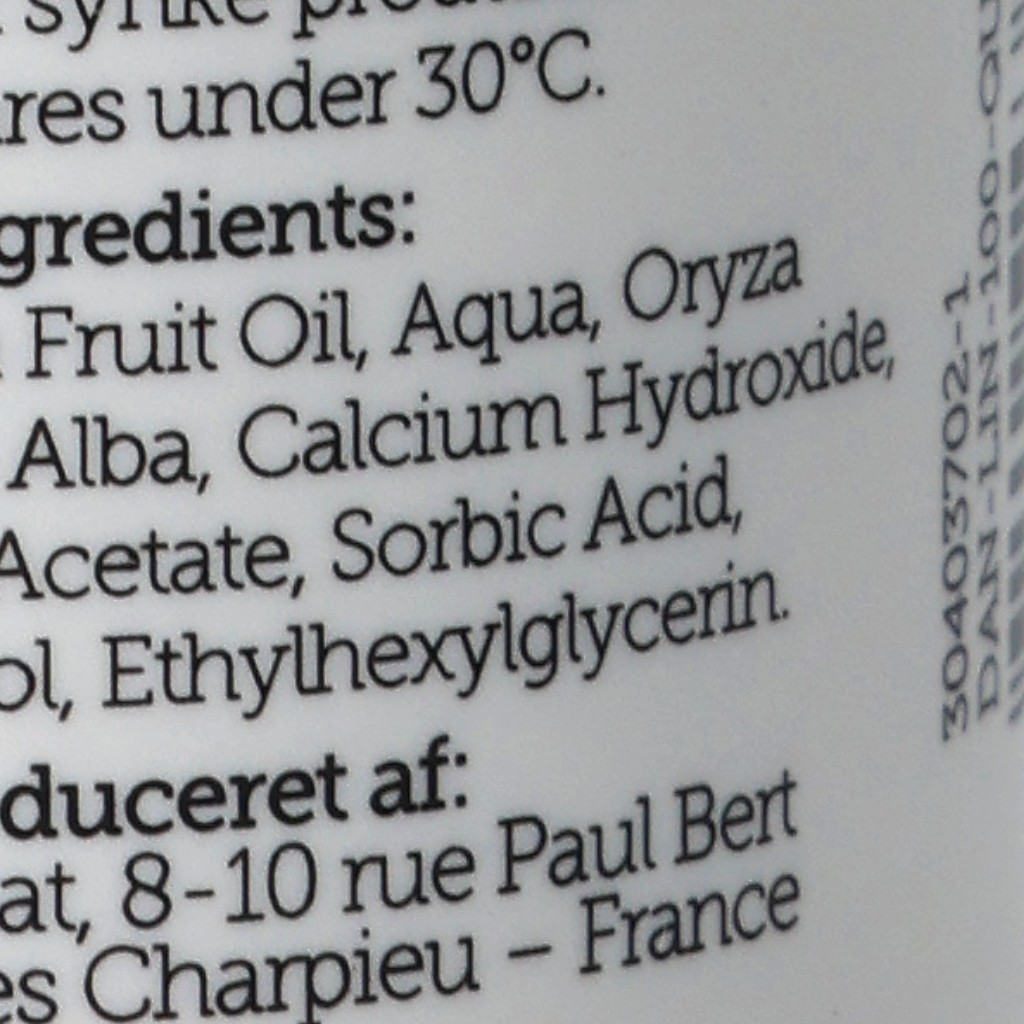 res under 30°C.
gredients:
Fruit Oil, Aqua, Oryza
Alba, Calcium Hydroxide,
Acetate, Sorbic Acid,
ol, Ethylhexylglycerin.
duceret af:
at, 8-10 rue Paul Bert
es Charpieu – France
30403702-1
DAN-LIN-100-OU